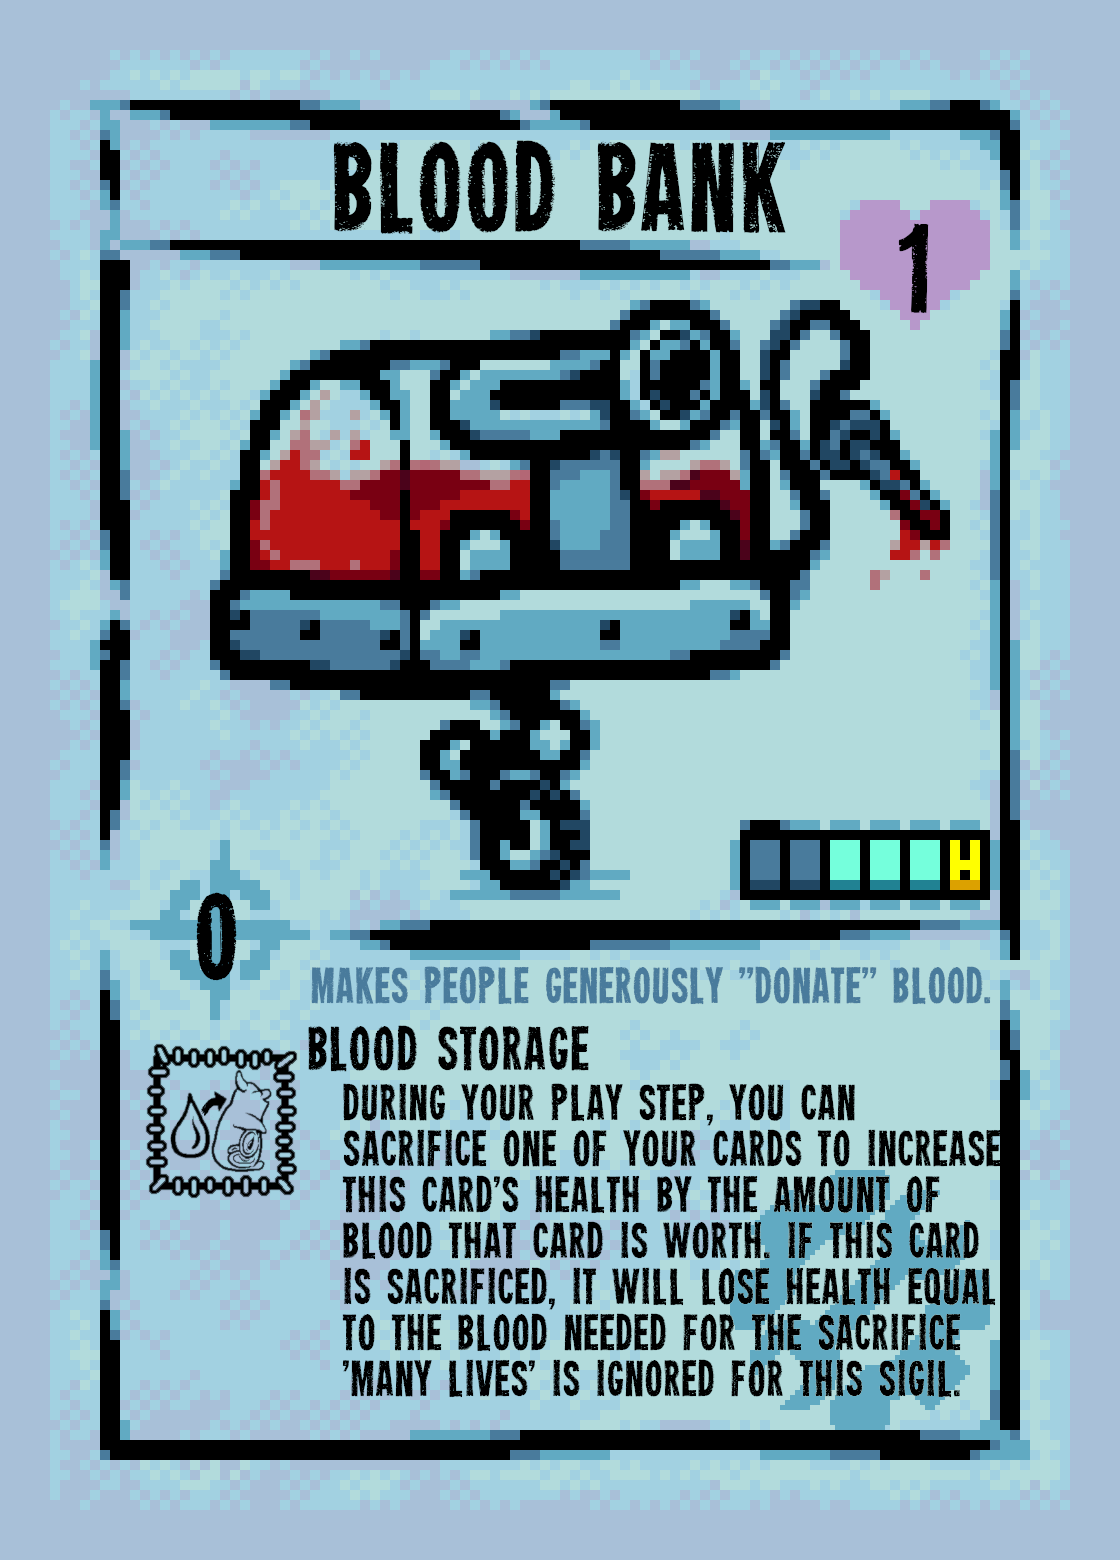 BLOOD BANK
1
0
MAKES PEOPLE GENEROUSLY "DONATE" BLOOD.
BLOOD STORAGE
DURING YOUR PLAY STEP, YOU CAN
SACRIFICE ONE OF YOUR CARDS TO INCREASE
THIS CARD'S HEALTH BY THE AMOUNT OF
BLOOD THAT CARD IS WORTH. IF THIS CARD
IS SACRIFICED, IT WILL LOSE HEALTH EQUAL
TO THE BLOOD NEEDED FOR THE SACRIFICE
'MANY LIVES' IS IGNORED FOR THIS SIGIL.